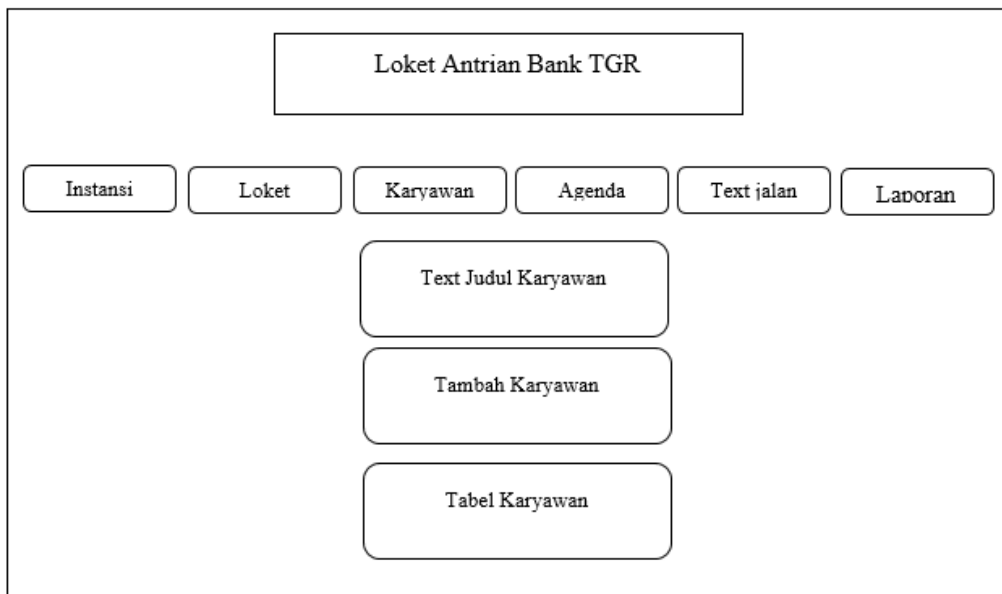 Loket Antrian Bank TGR
Instansi
Loket
Karyawan
Agenda
Text jalan
Laporan
Text Judul Karyawan
Tambah Karyawan
Tabel Karyawan